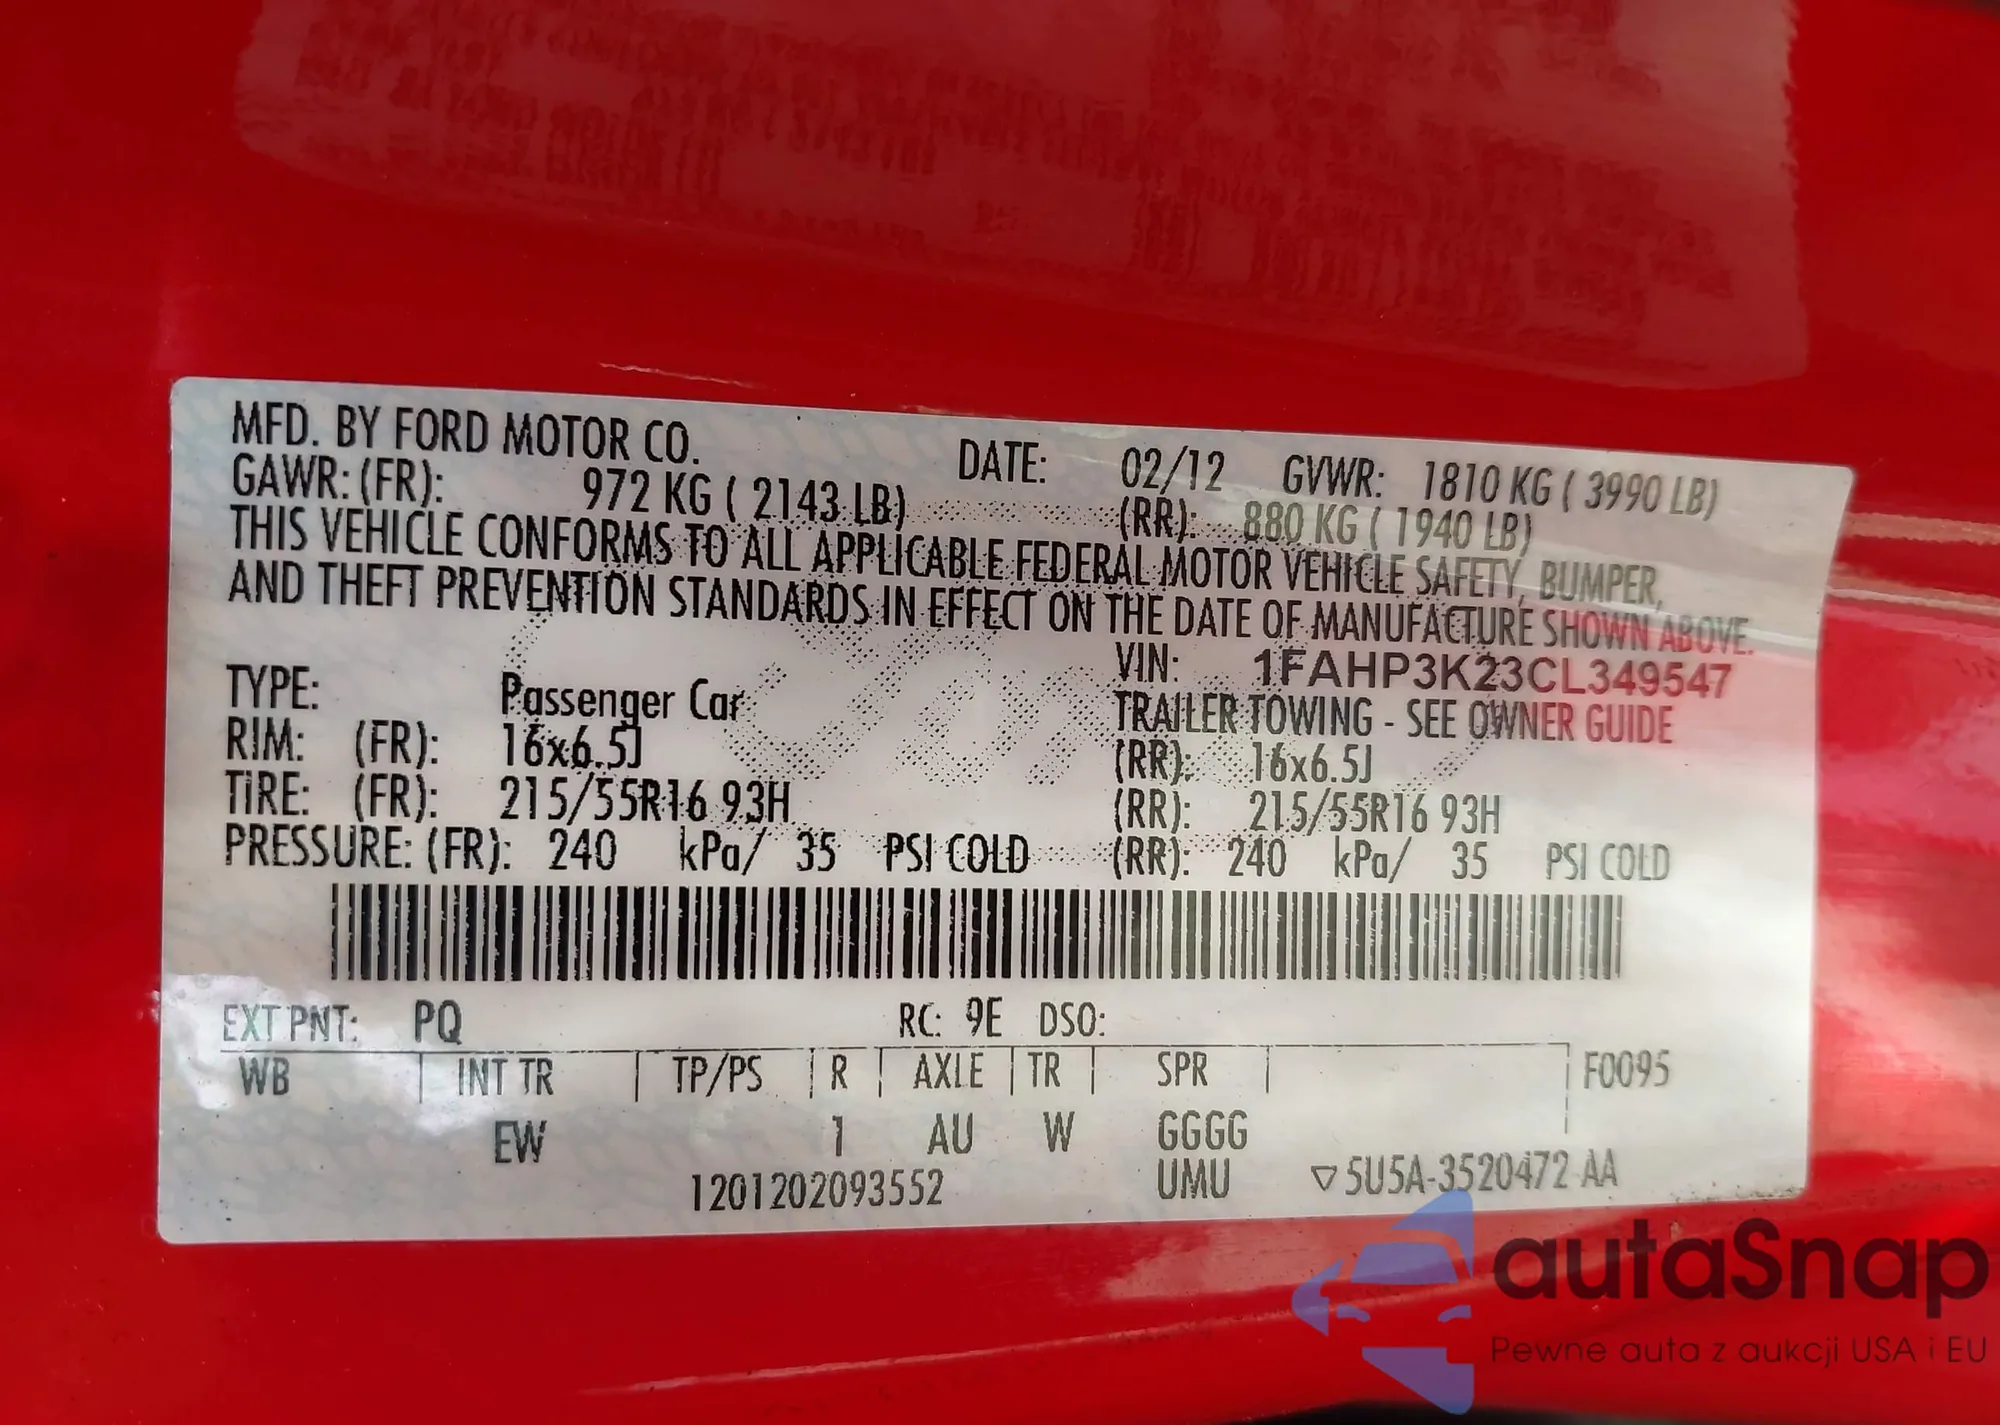 MFD. BY FORD MOTOR CO. DATE: 02/12 GVWR: 1810 KG ( 3990 LB)
GAWR: (FR): 972 KG ( 2143 LB) (RR): 880 KG ( 1940 LB)
THIS VEHICLE CONFORMS TO ALL APPLICABLE FEDERAL MOTOR VEHICLE SAFETY, BUMPER,
AND THEFT PREVENTION STANDARDS IN EFFECT ON THE DATE OF MANUFACTURE SHOWN ABOVE.
VIN: 1FAHP3K23CL349547
TYPE: Passenger Car TRAILER TOWING - SEE OWNER GUIDE
RIM: (FR): 16x6.5J (RR): 16x6.5J
TIRE: (FR): 215/55R16 93H (RR): 215/55R16 93H
PRESSURE: (FR): 240 kPa/ 35 PSI COLD (RR): 240 kPa/ 35 PSI COLD
EXT PNT: PQ RC: 9E DSO:
WB INT TR TP/PS R AXLE TR SPR F0095
EW 1 AU W GGGG
1201202093552 UMU ▽5U5A-3520472 AA
autaSnap
Pewne auta z aukcji USA i EU